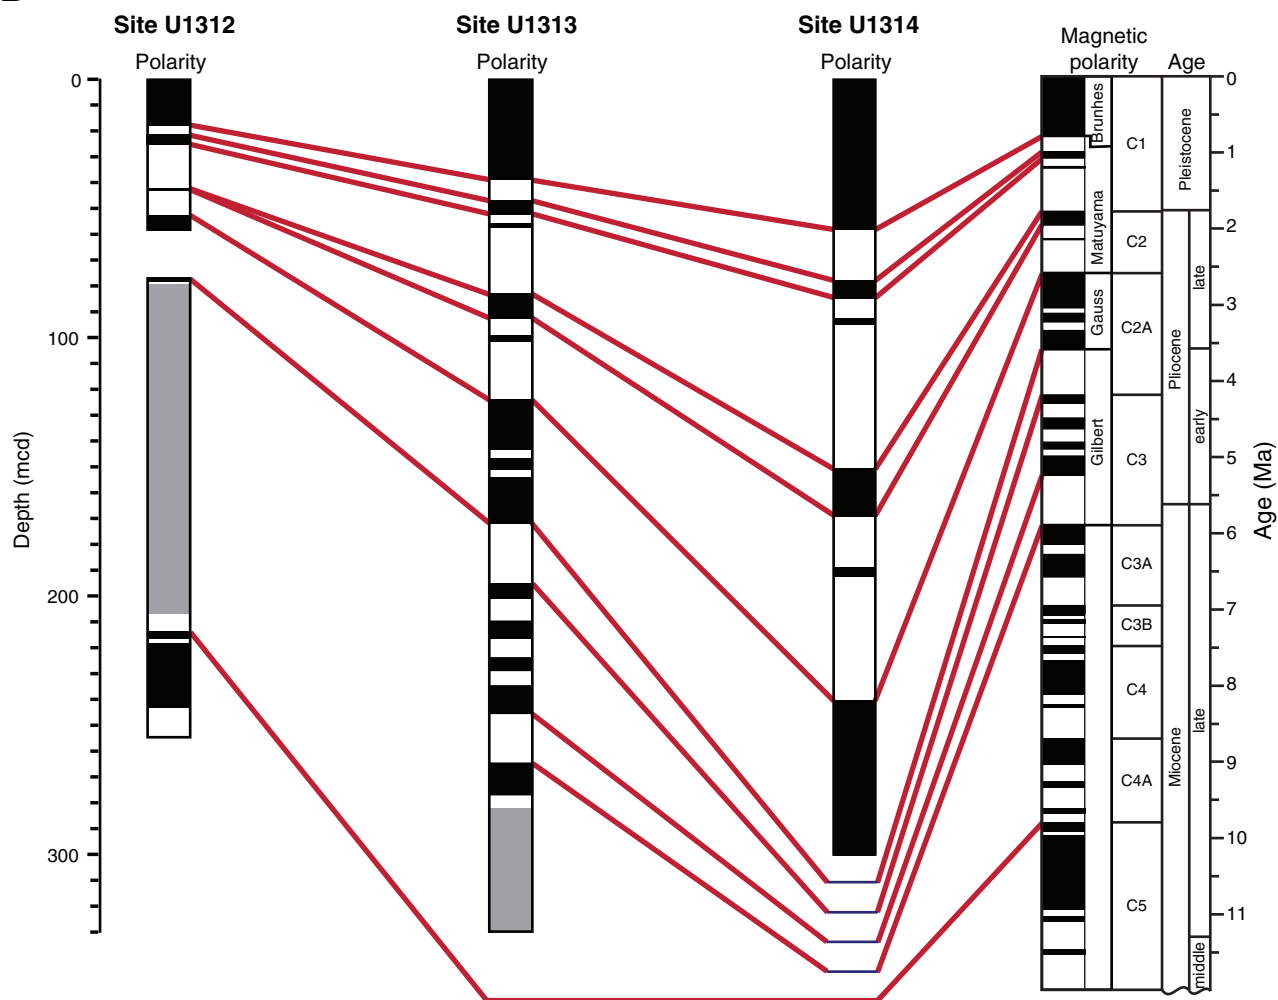 Site U1312
Site U1313
Site U1314
Polarity
Polarity
Polarity
Magnetic
polarity
Age
0
100
200
300
Depth (mcd)
Brunhes
Matuyama
Gauss
Gilbert
C1
C2
C2A
C3
C3A
C3B
C4
C4A
C5
Pleistocene
Pliocene
Miocene
late
early
late
middle
0
1
2
3
4
5
6
7
8
9
10
11
Age (Ma)